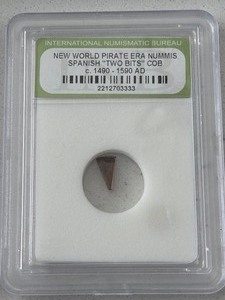 INTERNATIONAL NUMISMATIC BUREAU
NEW WORLD PIRATE ERA NUMMIS
SPANISH "TWO BITS" COB
c. 1490 - 1590 AD
2212703333